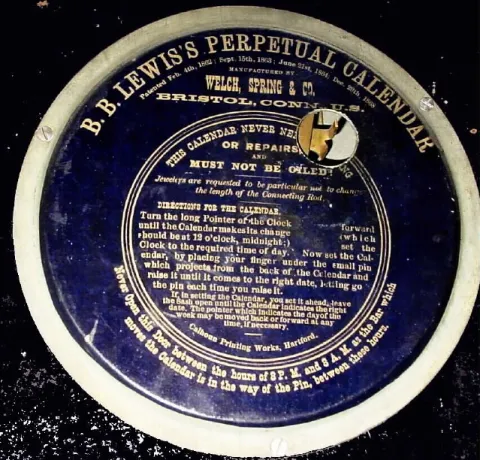 B.B. LEWIS'S PERPETUAL CALENDAR
Patented Feb. 4th, 1862; Sept. 15th, 1863; June 21st, 1864; Dec. 29th, 1868
MANUFACTURED BY
WELCH, SPRING & CO.
BRISTOL, CONN., U.S.
THIS CALENDAR NEVER
OR REPAIRS
AND
MUST NOT BE OILED
Jewelers are requested to be particular not to change
the length of the Connecting Rod.
DIRECTIONS FOR THE CALENDAR.
Turn the long Pointer of the Clock forward
until the Calendar makes its change (which
should be at 12 o'clock, midnight;) set the
Clock to the required time of day. Now set the Cal-
endar, by placing your finger under the small pin
which projects from the back of the Calendar and
raise it until it comes to the right date, letting go
the pin each time you raise it.
If in setting the Calendar, you set it ahead, leave
the Sash open until the Calendar indicates the right
date. The pointer which indicates the day of the
week may be moved back or forward at any
time, if necessary.
Calhoun Printing Works, Hartford.
Never Open this Door between the hours of 8 P. M. and 3 A. M. as the Bar which
moves the Calendar is in the way of the Pin, between these hours.